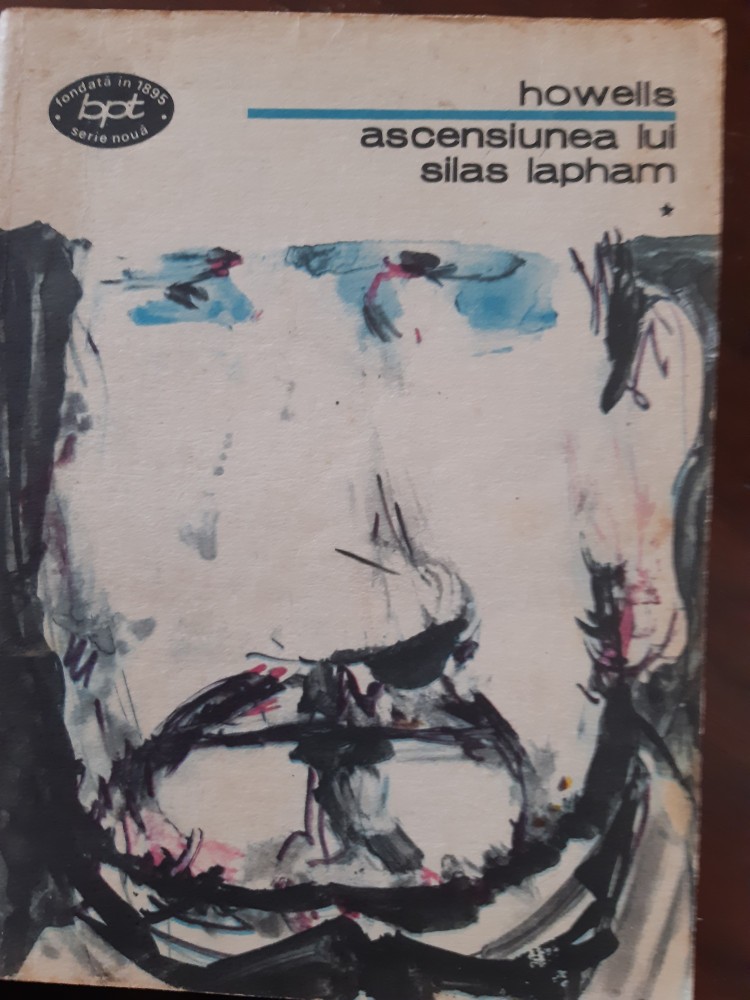 fondată în 1895
bpt
serie nouă
howells
ascensiunea lui
silas lapham
*